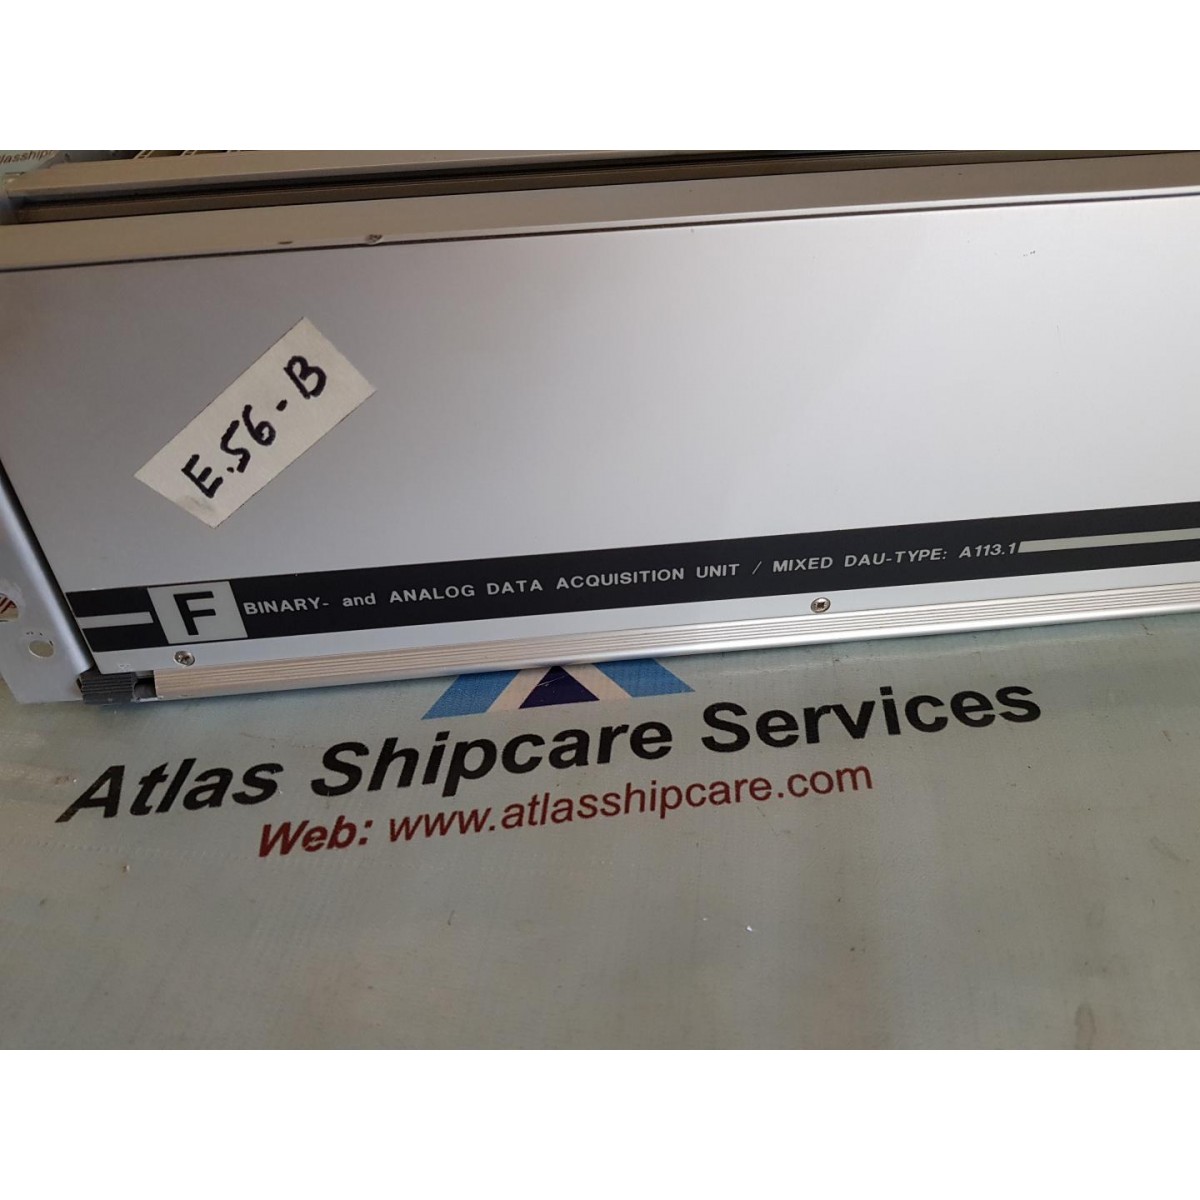 lasship
E.56-B
F BINARY- and ANALOG DATA ACQUISITION UNIT / MIXED DAU-TYPE: A113.1
Atlas Shipcare Services
Web: www.atlasshipcare.com